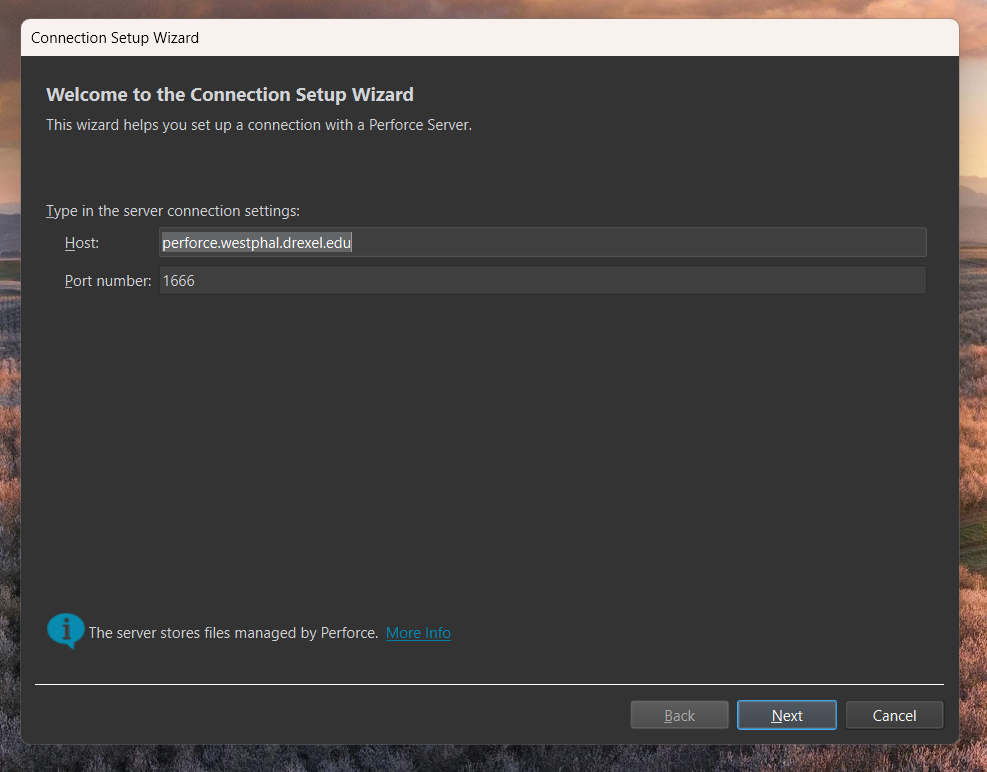 Connection Setup Wizard
Welcome to the Connection Setup Wizard
This wizard helps you set up a connection with a Perforce Server.
Type in the server connection settings:
Host: perforce.westphal.drexel.edu
Port number: 1666
The server stores files managed by Perforce. More Info
Back Next Cancel